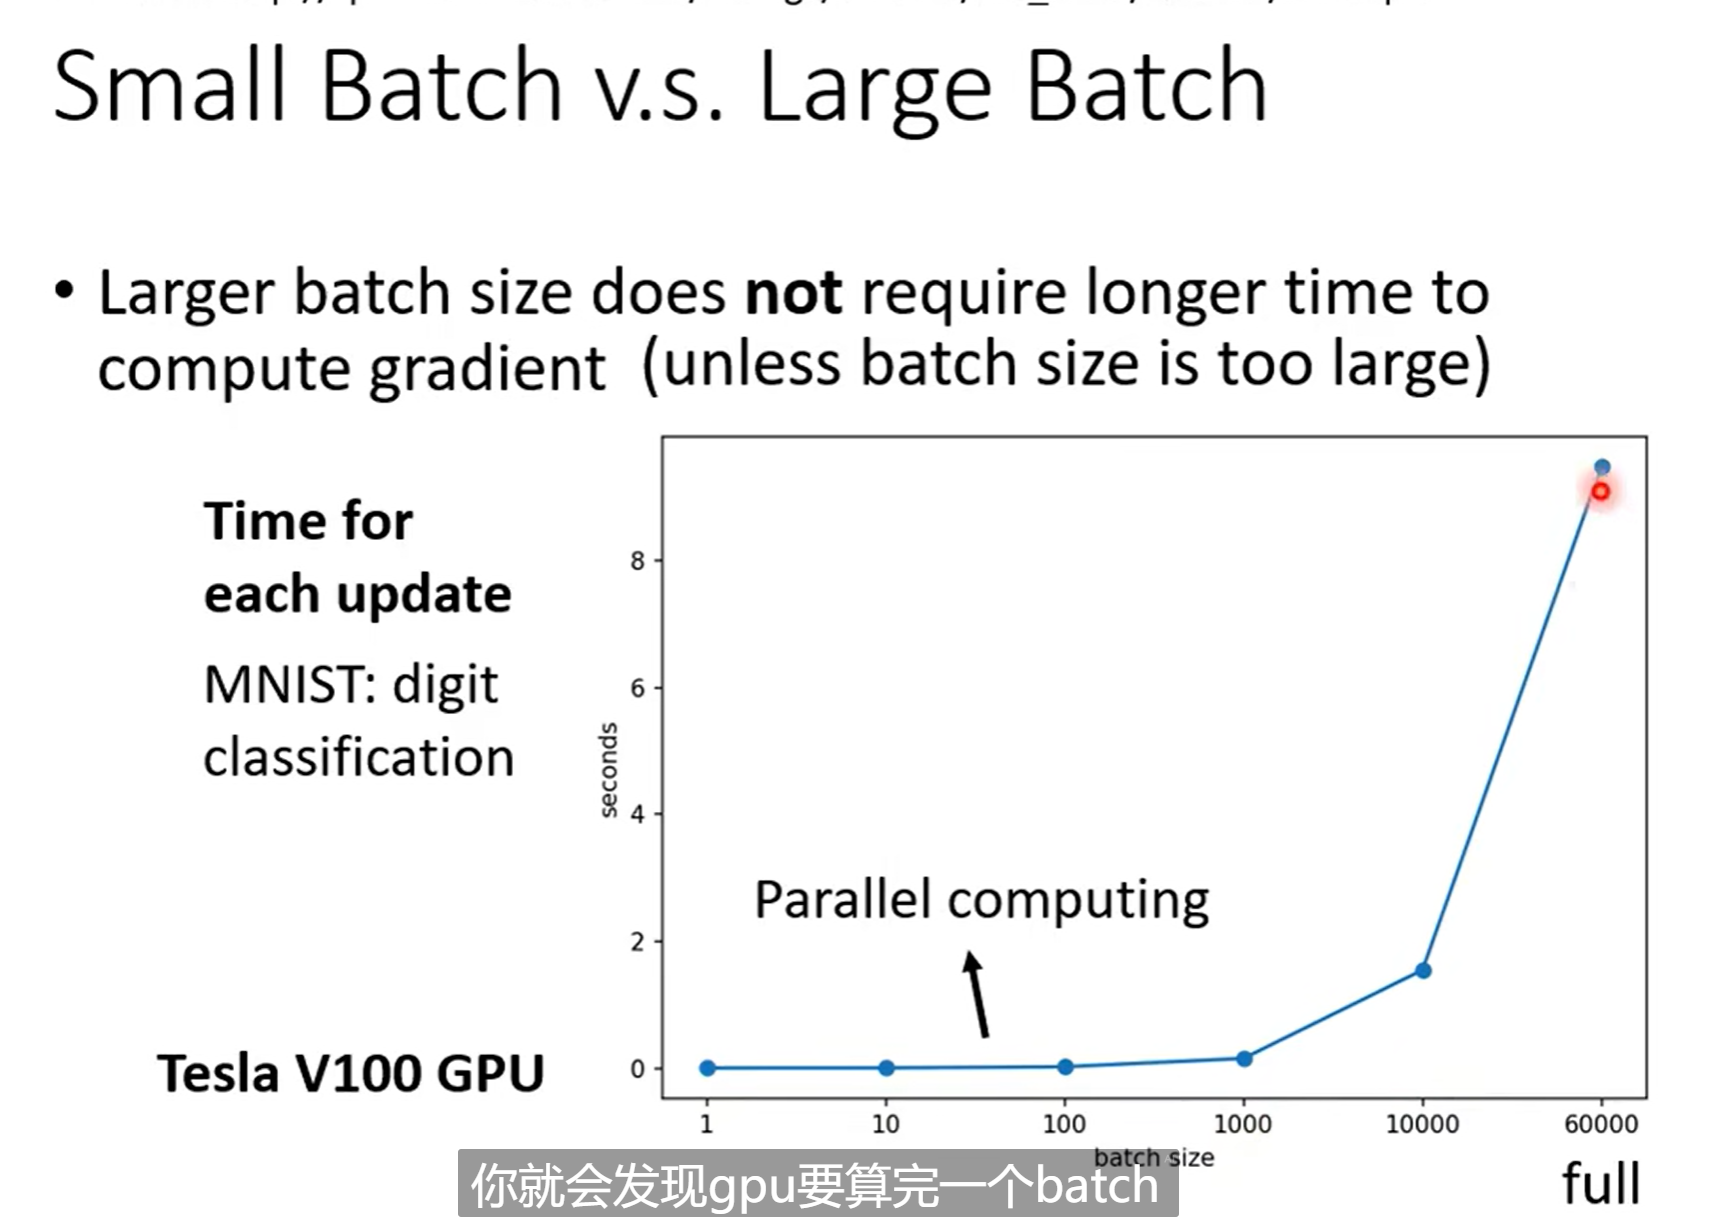 Small Batch v.s. Large Batch
• Larger batch size does not require longer time to
compute gradient (unless batch size is too large)
Time for
each update
MNIST: digit
classification
Tesla V100 GPU
seconds
8
6
4
2
0
Parallel computing
1 10 100 1000 10000 60000
batch size
full
你就会发现gpu要算完一个batch